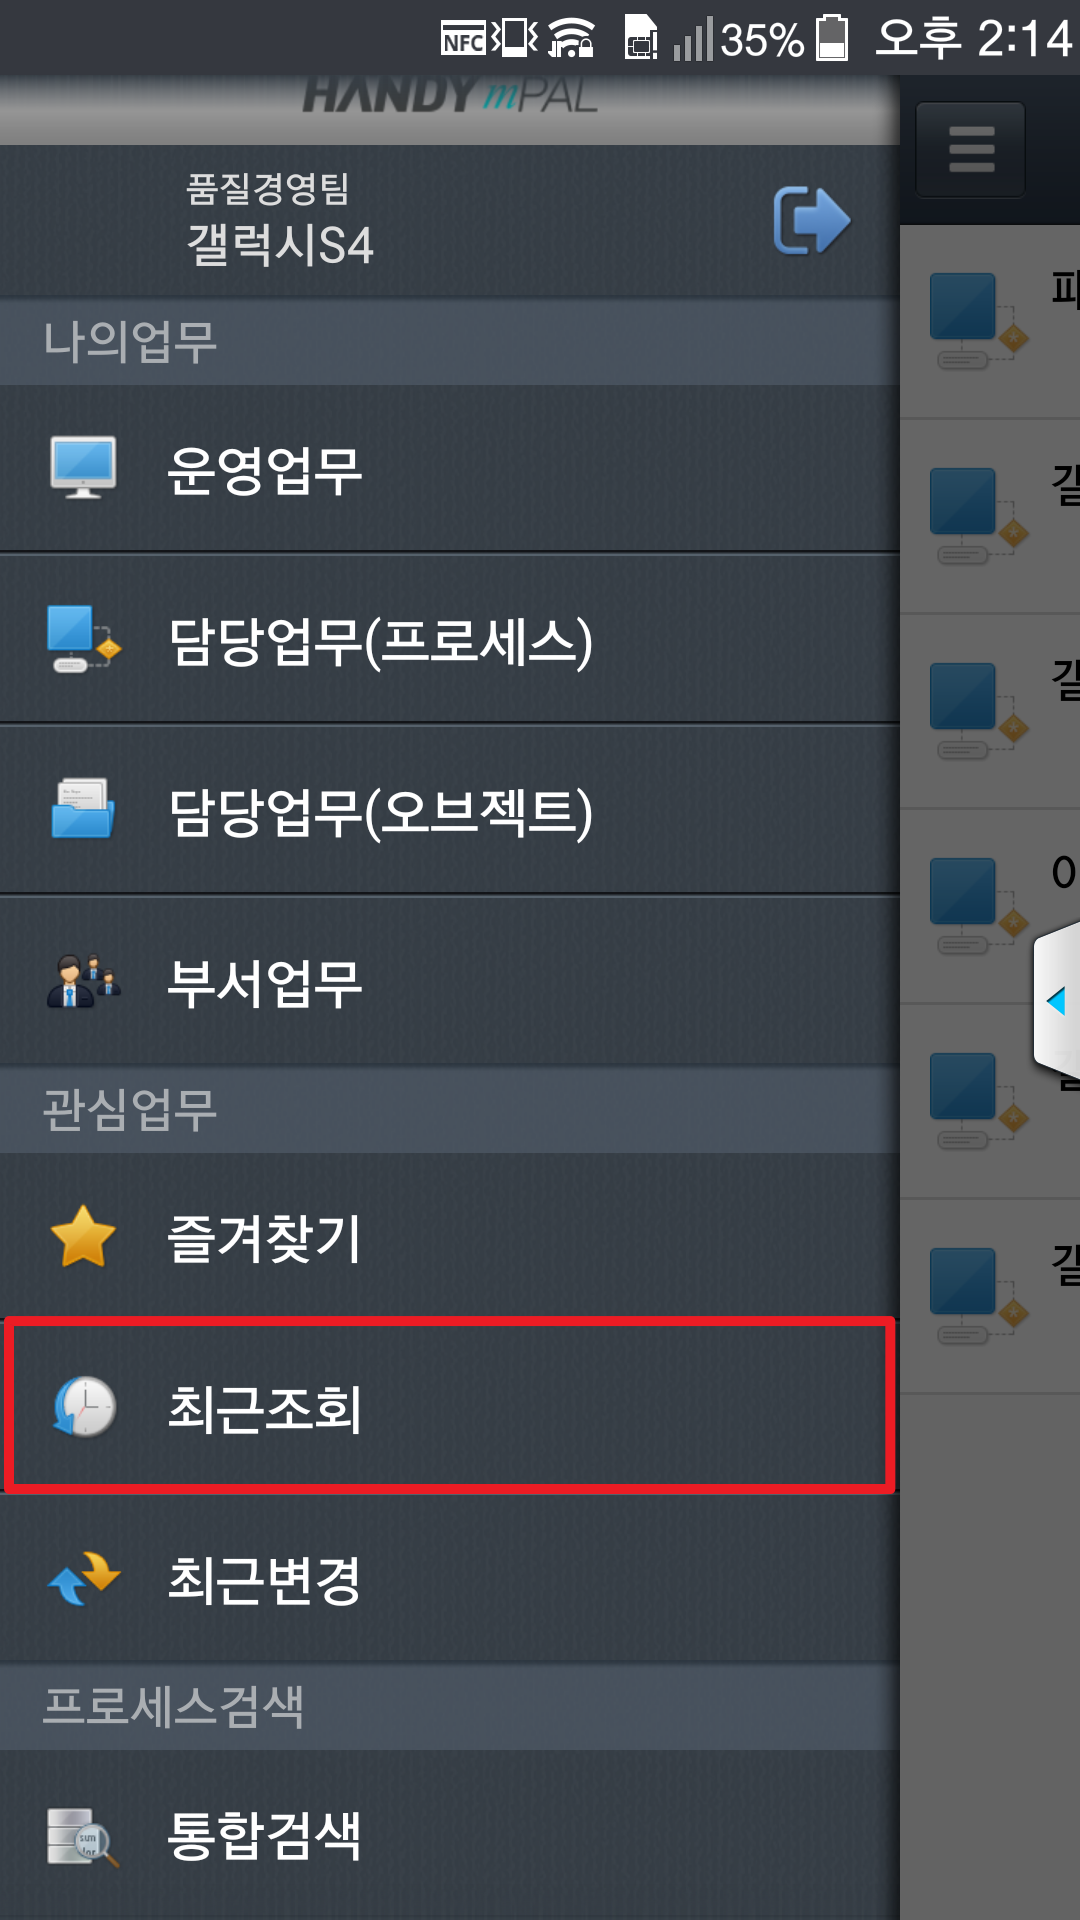 NFC 35% 오후 2:14
HANDY mPAL
품질경영팀
갤럭시S4
나의업무
운영업무
담당업무(프로세스)
담당업무(오브젝트)
부서업무
관심업무
즐겨찾기
최근조회
최근변경
프로세스검색
통합검색